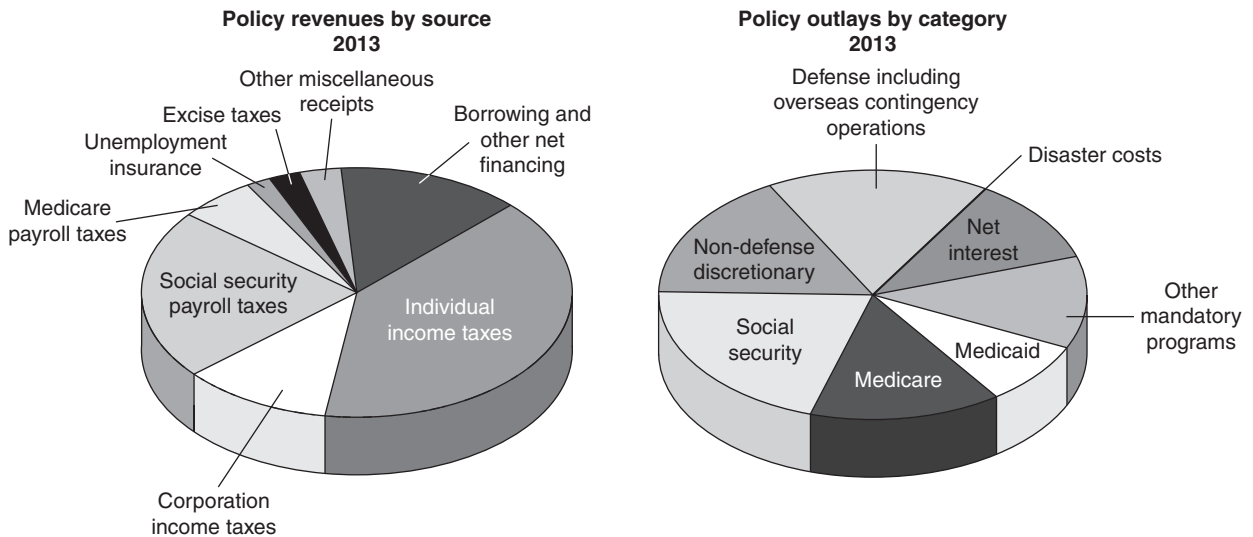 Policy revenues by source
2013
Other miscellaneous
receipts
Excise taxes
Unemployment
insurance
Borrowing and
other net
financing
Medicare
payroll taxes
Social security
payroll taxes
Individual
income taxes
Corporation
income taxes
Policy outlays by category
2013
Defense including
overseas contingency
operations
Disaster costs
Net
interest
Non-defense
discretionary
Other
mandatory
programs
Social
security
Medicaid
Medicare